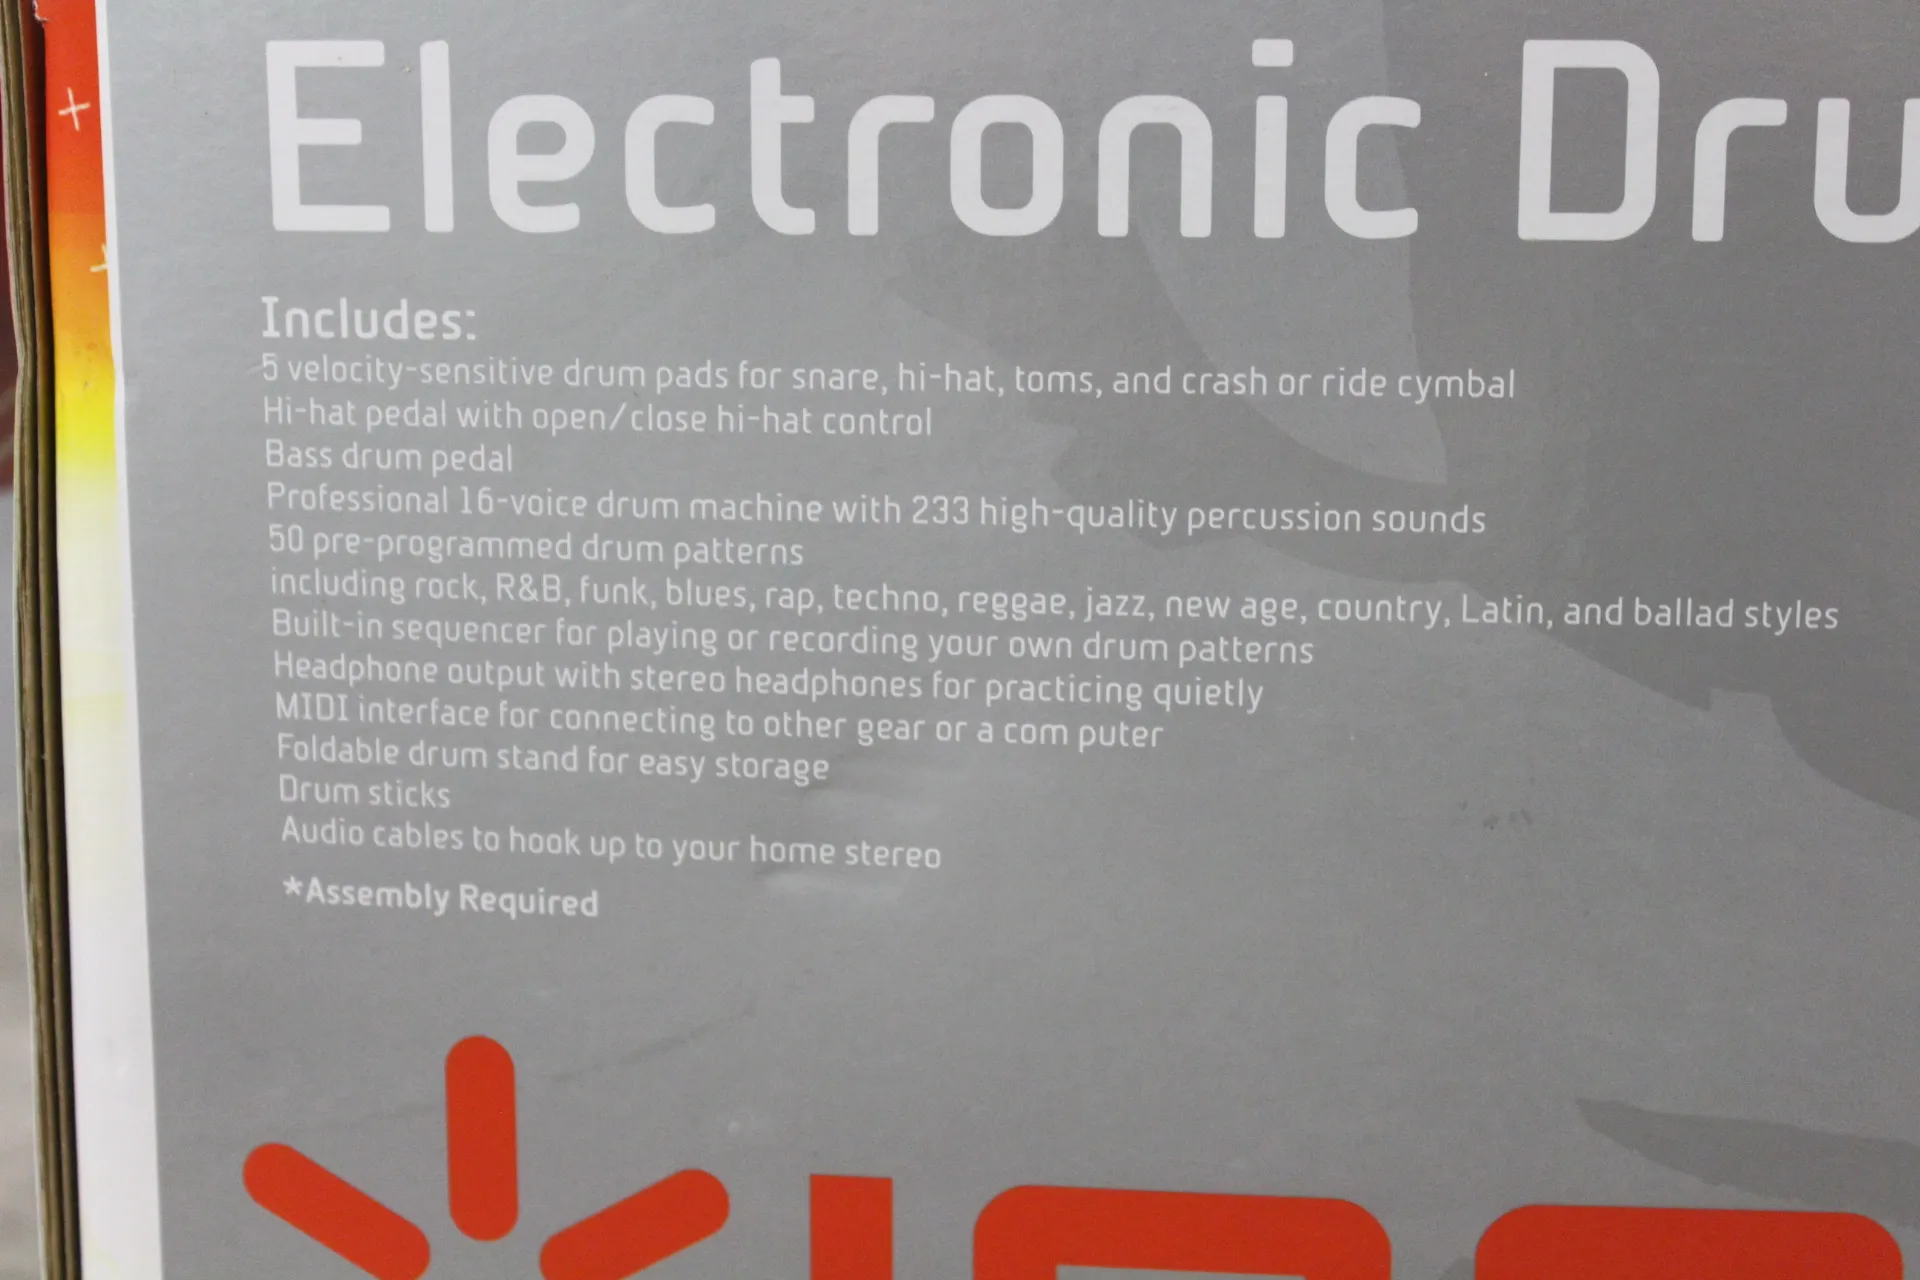 Electronic Dru
Includes:
5 velocity-sensitive drum pads for snare, hi-hat, toms, and crash or ride cymbal
Hi-hat pedal with open/close hi-hat control
Bass drum pedal
Professional 16-voice drum machine with 233 high-quality percussion sounds
50 pre-programmed drum patterns
including rock, R&B, funk, blues, rap, techno, reggae, jazz, new age, country, Latin, and ballad styles
Built-in sequencer for playing or recording your own drum patterns
Headphone output with stereo headphones for practicing quietly
MIDI interface for connecting to other gear or a com puter
Foldable drum stand for easy storage
Drum sticks
Audio cables to hook up to your home stereo
*Assembly Required